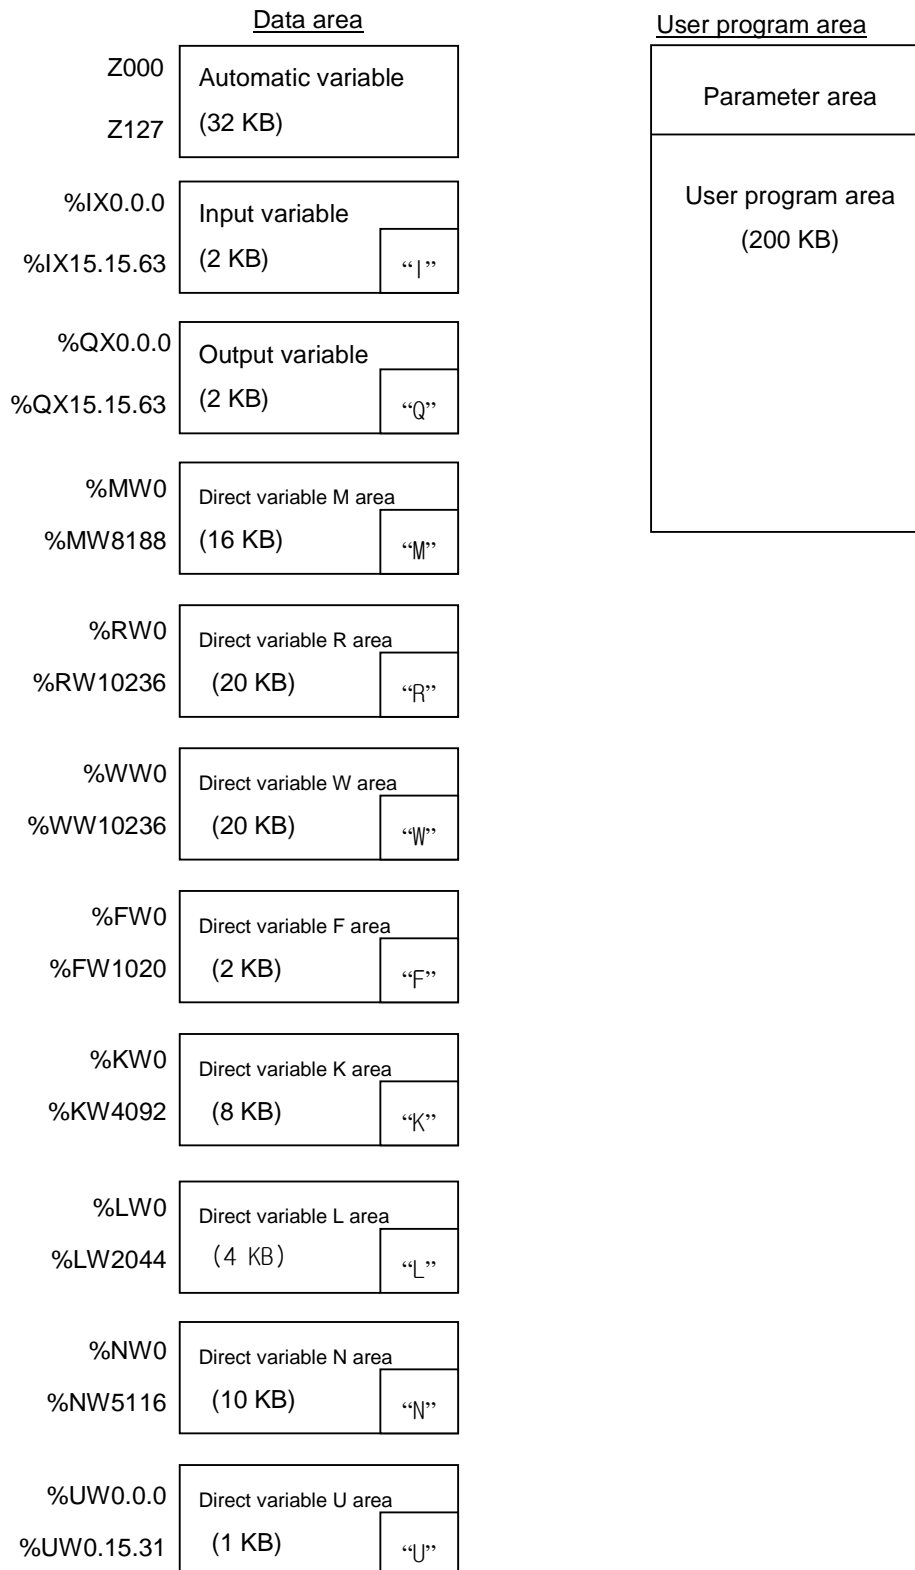 Data area
Z000
Automatic variable
Z127
(32 KB)
%IX0.0.0
Input variable
%IX15.15.63
(2 KB)
“I”
%QX0.0.0
Output variable
%QX15.15.63
(2 KB)
“Q”
%MW0
Direct variable M area
%MW8188
(16 KB)
“M”
%RW0
Direct variable R area
%RW10236
(20 KB)
“R”
%WW0
Direct variable W area
%WW10236
(20 KB)
“W”
%FW0
Direct variable F area
%FW1020
(2 KB)
“F”
%KW0
Direct variable K area
%KW4092
(8 KB)
“K”
%LW0
Direct variable L area
%LW2044
(4 KB)
“L”
%NW0
Direct variable N area
%NW5116
(10 KB)
“N”
%UW0.0.0
Direct variable U area
%UW0.15.31
(1 KB)
“U”
User program area
Parameter area
User program area
(200 KB)